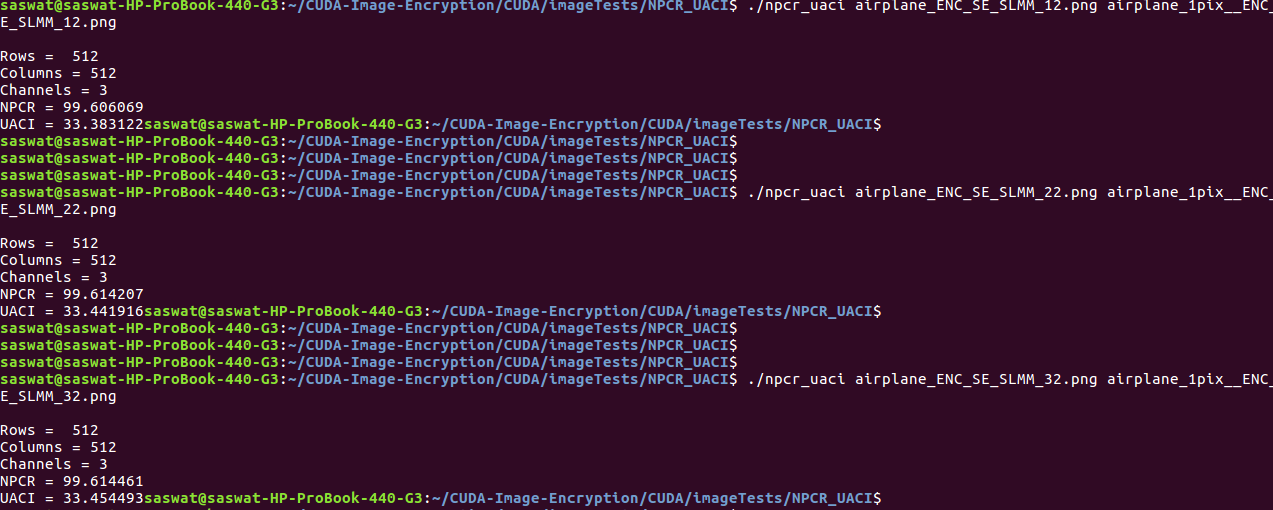 saswat@saswat-HP-ProBook-440-G3:~/CUDA-Image-Encryption/CUDA/imageTests/NPCR_UACI$ ./npcr_uaci airplane_ENC_SE_SLMM_12.png airplane_1pix__ENC_
E_SLMM_12.png
Rows =  512
Columns = 512
Channels = 3
NPCR = 99.606069
UACI = 33.383122saswat@saswat-HP-ProBook-440-G3:~/CUDA-Image-Encryption/CUDA/imageTests/NPCR_UACI$
saswat@saswat-HP-ProBook-440-G3:~/CUDA-Image-Encryption/CUDA/imageTests/NPCR_UACI$
saswat@saswat-HP-ProBook-440-G3:~/CUDA-Image-Encryption/CUDA/imageTests/NPCR_UACI$
saswat@saswat-HP-ProBook-440-G3:~/CUDA-Image-Encryption/CUDA/imageTests/NPCR_UACI$
saswat@saswat-HP-ProBook-440-G3:~/CUDA-Image-Encryption/CUDA/imageTests/NPCR_UACI$ ./npcr_uaci airplane_ENC_SE_SLMM_22.png airplane_1pix__ENC_
E_SLMM_22.png
Rows =  512
Columns = 512
Channels = 3
NPCR = 99.614207
UACI = 33.441916saswat@saswat-HP-ProBook-440-G3:~/CUDA-Image-Encryption/CUDA/imageTests/NPCR_UACI$
saswat@saswat-HP-ProBook-440-G3:~/CUDA-Image-Encryption/CUDA/imageTests/NPCR_UACI$
saswat@saswat-HP-ProBook-440-G3:~/CUDA-Image-Encryption/CUDA/imageTests/NPCR_UACI$
saswat@saswat-HP-ProBook-440-G3:~/CUDA-Image-Encryption/CUDA/imageTests/NPCR_UACI$
saswat@saswat-HP-ProBook-440-G3:~/CUDA-Image-Encryption/CUDA/imageTests/NPCR_UACI$ ./npcr_uaci airplane_ENC_SE_SLMM_32.png airplane_1pix__ENC_
E_SLMM_32.png
Rows =  512
Columns = 512
Channels = 3
NPCR = 99.614461
UACI = 33.454493saswat@saswat-HP-ProBook-440-G3:~/CUDA-Image-Encryption/CUDA/imageTests/NPCR_UACI$